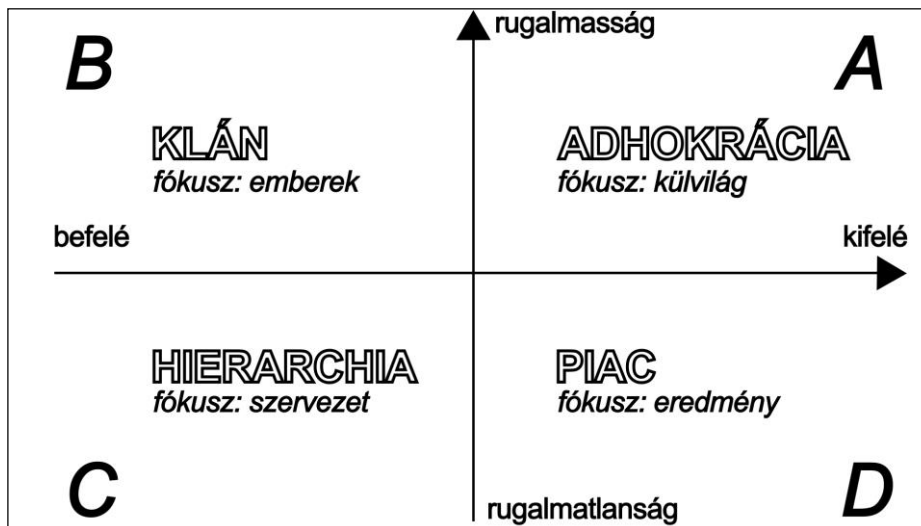 rugalmasság
B
A
KLÁN
fókusz: emberek
ADHOKRÁCIA
fókusz: külvilág
befelé
kifelé
HIERARCHIA
fókusz: szervezet
PIAC
fókusz: eredmény
C
D
rugalmatlanság